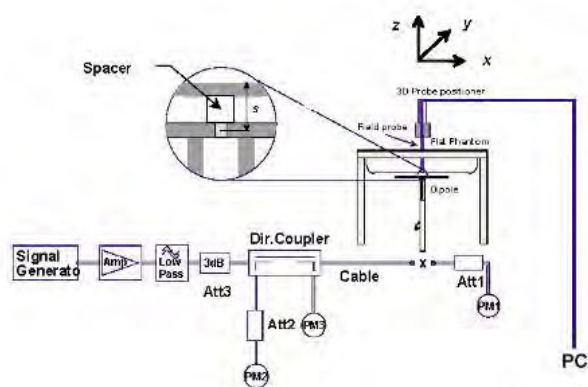 z
y
x
Spacer
s
3D Probe positioner
Field probe
Flat Phantom
Dipole
Dir.Coupler
Signal
Generato
Amp
Low
Pass
3dB
Att3
Cable
x
Att1
PM1
Att2
PM3
PM2
PC